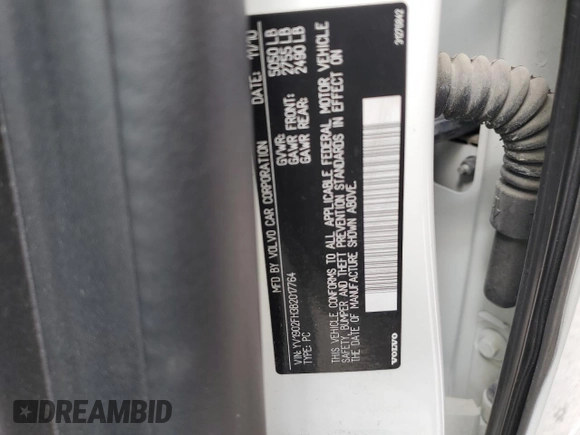 MFD BY VOLVO CAR CORPORATION DATE: 11/10
GVWR: 5050 LB
GAWR FRONT: 2755 LB
GAWR REAR: 2490 LB
VIN: YV1902FH3B2017764
TYPE: PC
THIS VEHICLE CONFORMS TO ALL APPLICABLE FEDERAL MOTOR VEHICLE
SAFETY, BUMPER AND THEFT PREVENTION STANDARDS IN EFFECT ON
THE DATE OF MANUFACTURE SHOWN ABOVE.
VOLVO
31276842
DREAMBID